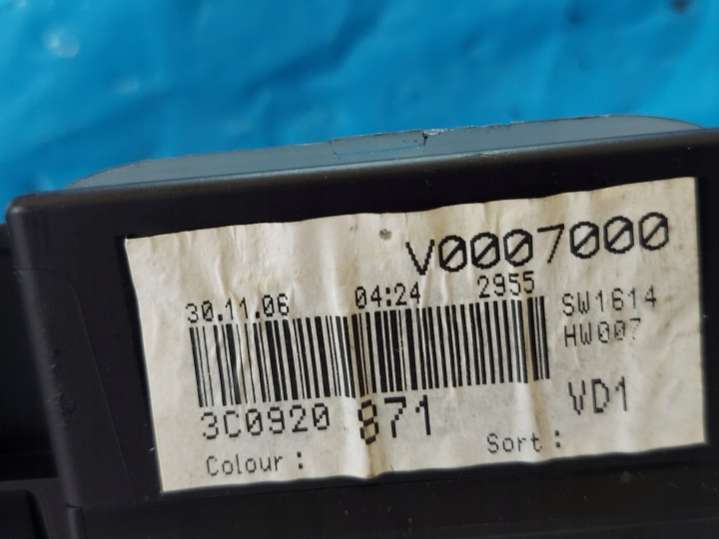 V0007000
30.11.06 04:24 2955
SW1614
HW007
3C0920 871 VD1
Colour : Sort :